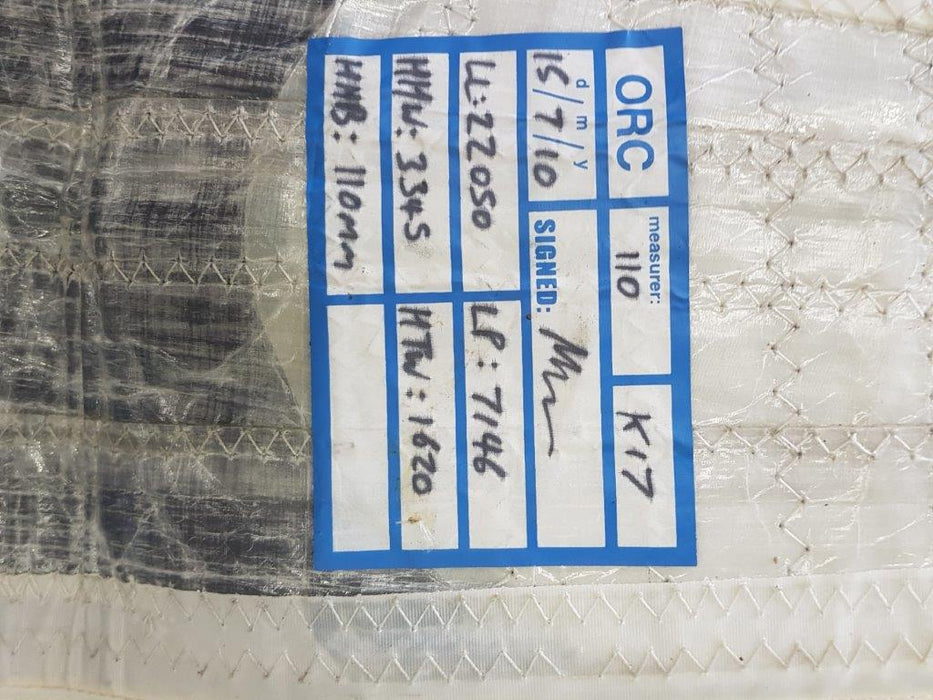 ORC measurer: 110 K17
d m y
15/7/10 SIGNED:
LL: 22050 LP: 7146
HHW: 3345 HTW: 1620
HHB: 110mm